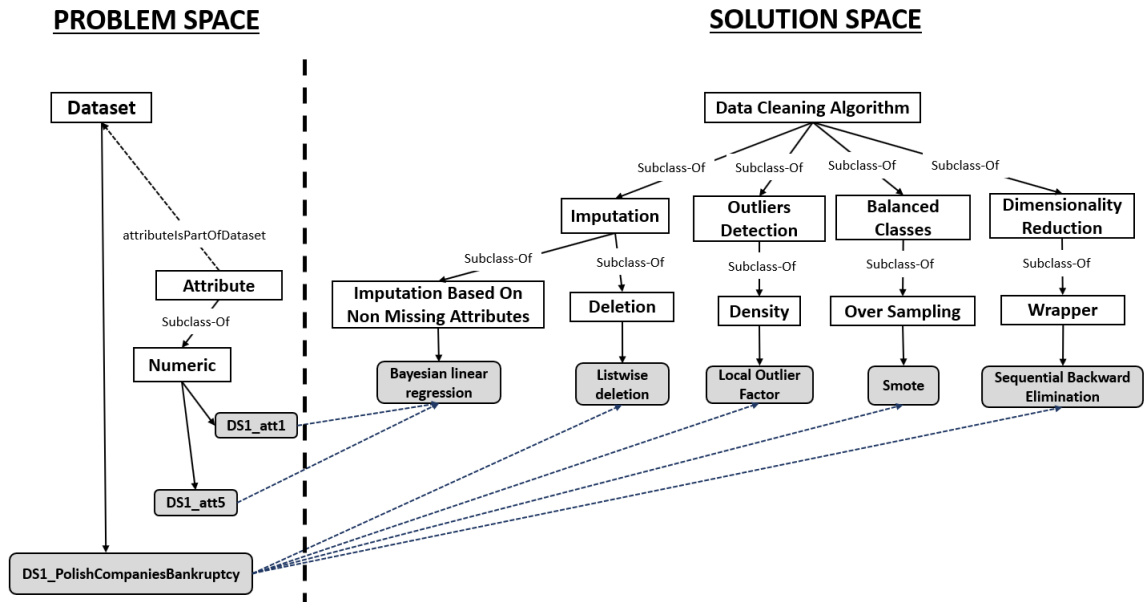 PROBLEM SPACE
SOLUTION SPACE
Dataset
Data Cleaning Algorithm
Subclass-Of
Subclass-Of
Subclass-Of
Subclass-Of
Imputation
Outliers
Detection
Balanced
Classes
Dimensionality
Reduction
attributeIsPartOfDataset
Subclass-Of
Subclass-Of
Subclass-Of
Subclass-Of
Subclass-Of
Attribute
Imputation Based On
Non Missing Attributes
Deletion
Density
Over Sampling
Wrapper
Subclass-Of
Numeric
Bayesian linear
regression
Listwise
deletion
Local Outlier
Factor
Smote
Sequential Backward
Elimination
DS1_att1
DS1_att5
DS1_PolishCompaniesBankruptcy